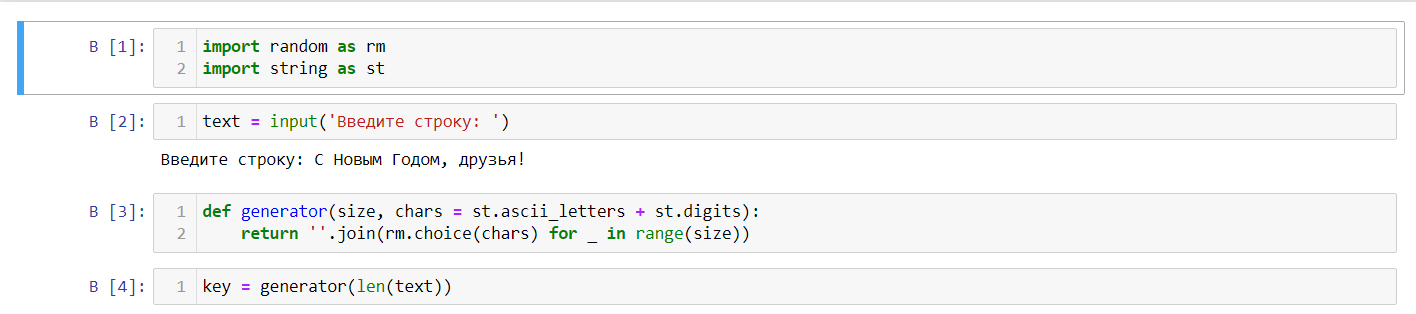 В [1]:
1 import random as rm
2 import string as st
В [2]:
1 text = input('Введите строку: ')
Введите строку: С Новым Годом, друзья!
В [3]:
1 def generator(size, chars = st.ascii_letters + st.digits):
2     return ''.join(rm.choice(chars) for _ in range(size))
В [4]:
1 key = generator(len(text))